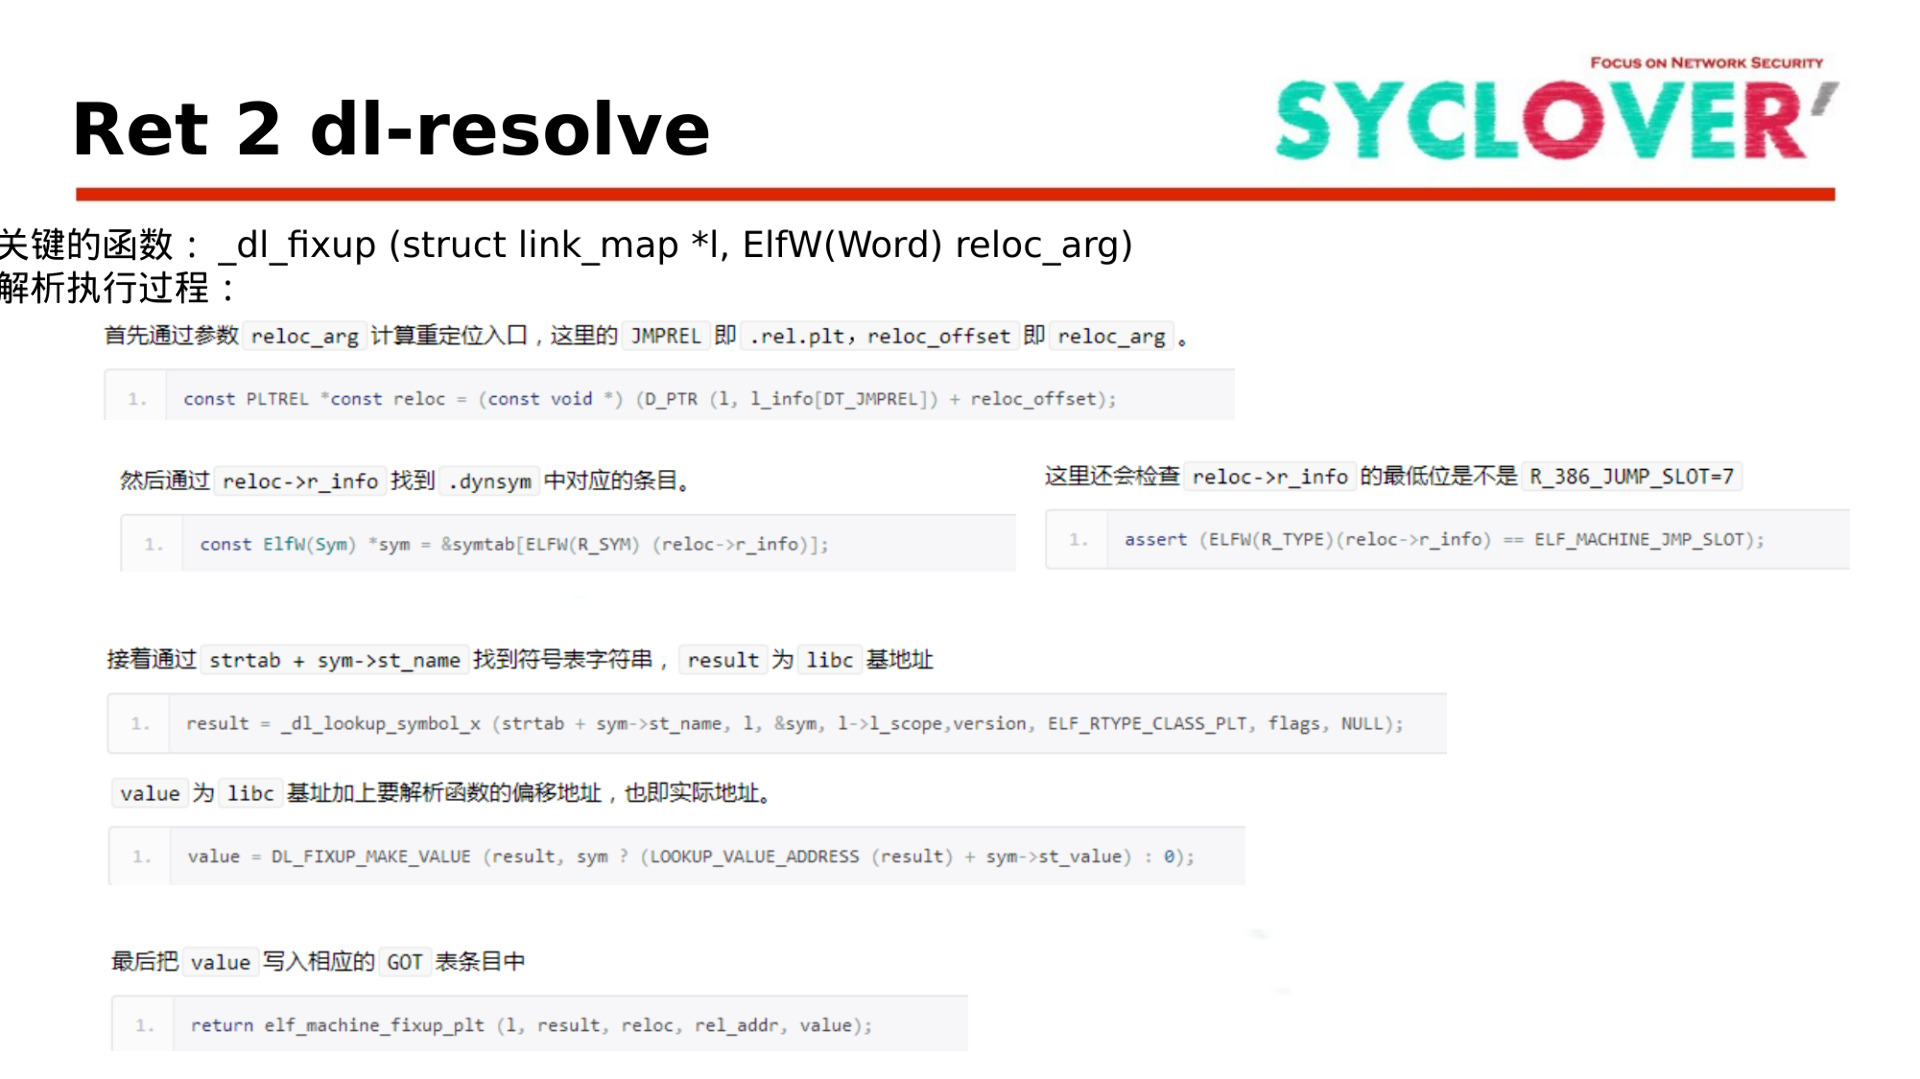 FOCUS ON NETWORK SECURITY
SYCLOVER'
Ret 2 dl-resolve
关键的函数：_dl_fixup (struct link_map *l, ElfW(Word) reloc_arg)
解析执行过程：
首先通过参数 reloc_arg 计算重定位入口，这里的 JMPREL 即 .rel.plt，reloc_offset 即 reloc_arg 。
1. const PLTREL *const reloc = (const void *) (D_PTR (l, l_info[DT_JMPREL]) + reloc_offset);
然后通过 reloc->r_info 找到 .dynsym 中对应的条目。
1. const ElfW(Sym) *sym = &symtab[ELFW(R_SYM) (reloc->r_info)];
这里还会检查 reloc->r_info 的最低位是不是 R_386_JUMP_SLOT=7
1. assert (ELFW(R_TYPE)(reloc->r_info) == ELF_MACHINE_JMP_SLOT);
接着通过 strtab + sym->st_name 找到符号表字符串， result 为 libc 基地址
1. result = _dl_lookup_symbol_x (strtab + sym->st_name, l, &sym, l->l_scope,version, ELF_RTYPE_CLASS_PLT, flags, NULL);
value 为 libc 基址加上要解析函数的偏移地址，也即实际地址。
1. value = DL_FIXUP_MAKE_VALUE (result, sym ? (LOOKUP_VALUE_ADDRESS (result) + sym->st_value) : 0);
最后把 value 写入相应的 GOT 表条目中
1. return elf_machine_fixup_plt (l, result, reloc, rel_addr, value);